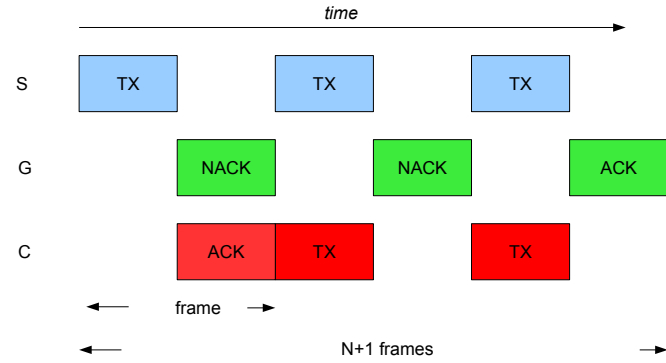 time
S TX TX TX
G NACK NACK ACK
C ACK TX TX
frame
N+1 frames